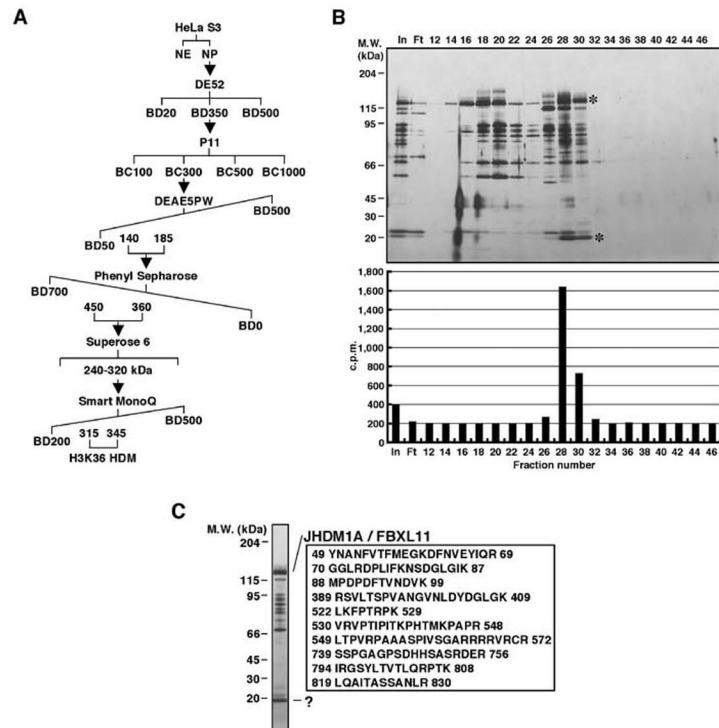 A
HeLa S3
NE NP
DE52
BD20 BD350 BD500
P11
BC100 BC300 BC500 BC1000
DEAE5PW
BD500
BD50
140 185
Phenyl Sepharose
BD700
450 360
BD0
Superose 6
240-320 kDa
Smart MonoQ
BD500
BD200
315 345
H3K36 HDM
B
M.W. (kDa)
In Ft 12 14 16 18 20 22 24 26 28 30 32 34 36 38 40 42 44 46
204
115
*
95
66
45
30
20
*
1,800
1,600
1,400
1,200
1,000
800
600
400
200
0
c.p.m.
In Ft 12 14 16 18 20 22 24 26 28 30 32 34 36 38 40 42 44 46
Fraction number
C
M.W. (kDa)
204
115
95
66
45
30
20
?
JHDM1A / FBXL11
49 YNANFVTFMEGKDFNVEYIQR 69
70 GGLRDPLIFKNSDGLGIK 87
88 MPDPDFTVNDVK 99
389 RSVLTSPVANGVNLDYDGLGK 409
522 LKFPTRPK 529
530 VRVPTIPITKPHTMKPAPR 548
549 LTPVRPAAASPIVSGARRRRVRCR 572
739 SSPGAGPSDHHSASRDER 756
794 IRGSYLTVTLQRPTK 808
819 LQAITASSANLR 830